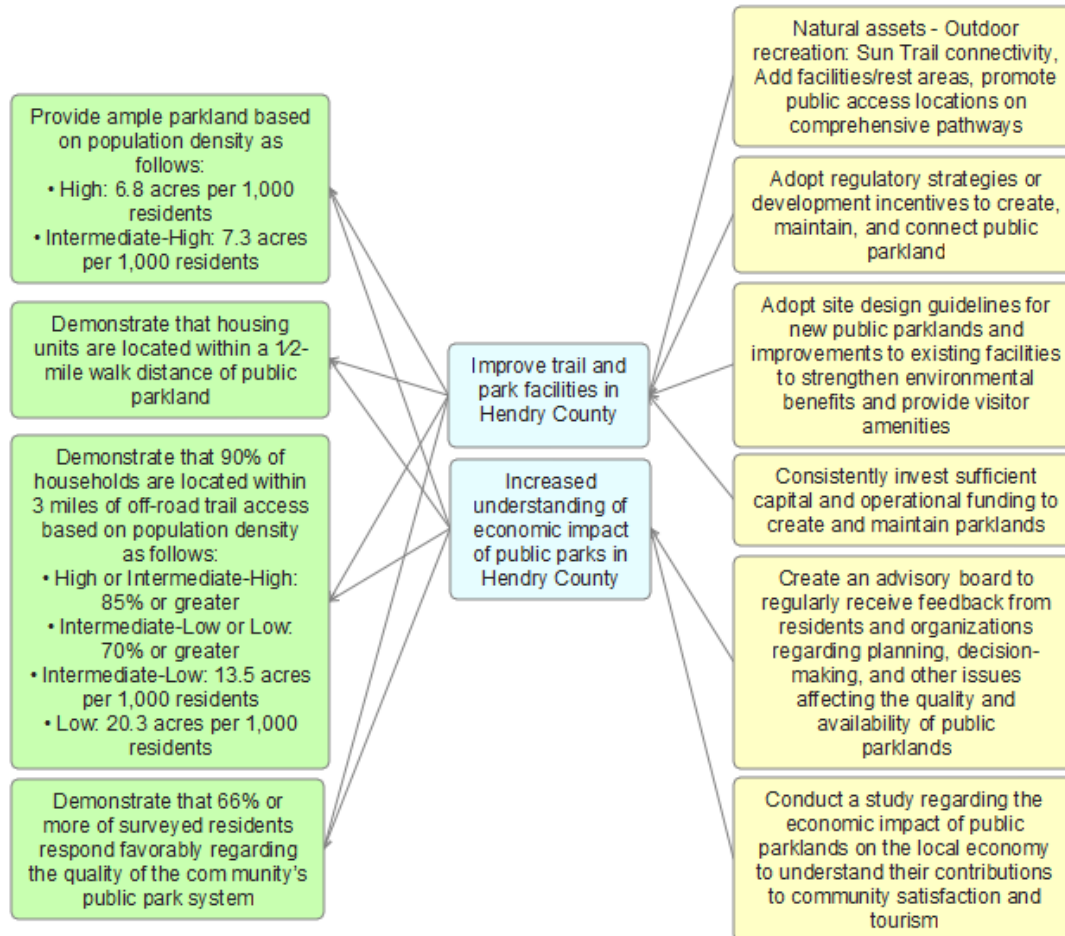 Provide ample parkland based
on population density as
follows:
• High: 6.8 acres per 1,000
residents
• Intermediate-High: 7.3 acres
per 1,000 residents
Demonstrate that housing
units are located within a 1⁄2-
mile walk distance of public
parkland
Demonstrate that 90% of
households are located within
3 miles of off-road trail access
based on population density
as follows:
• High or Intermediate-High:
85% or greater
• Intermediate-Low or Low:
70% or greater
• Intermediate-Low: 13.5 acres
per 1,000 residents
• Low: 20.3 acres per 1,000
residents
Demonstrate that 66% or
more of surveyed residents
respond favorably regarding
the quality of the com munity's
public park system
Improve trail and
park facilities in
Hendry County
Increased
understanding of
economic impact
of public parks in
Hendry County
Natural assets - Outdoor
recreation: Sun Trail connectivity,
Add facilities/rest areas, promote
public access locations on
comprehensive pathways
Adopt regulatory strategies or
development incentives to create,
maintain, and connect public
parkland
Adopt site design guidelines for
new public parklands and
improvements to existing facilities
to strengthen environmental
benefits and provide visitor
amenities
Consistently invest sufficient
capital and operational funding to
create and maintain parklands
Create an advisory board to
regularly receive feedback from
residents and organizations
regarding planning, decision-
making, and other issues
affecting the quality and
availability of public
parklands
Conduct a study regarding the
economic impact of public
parklands on the local economy
to understand their contributions
to community satisfaction and
tourism